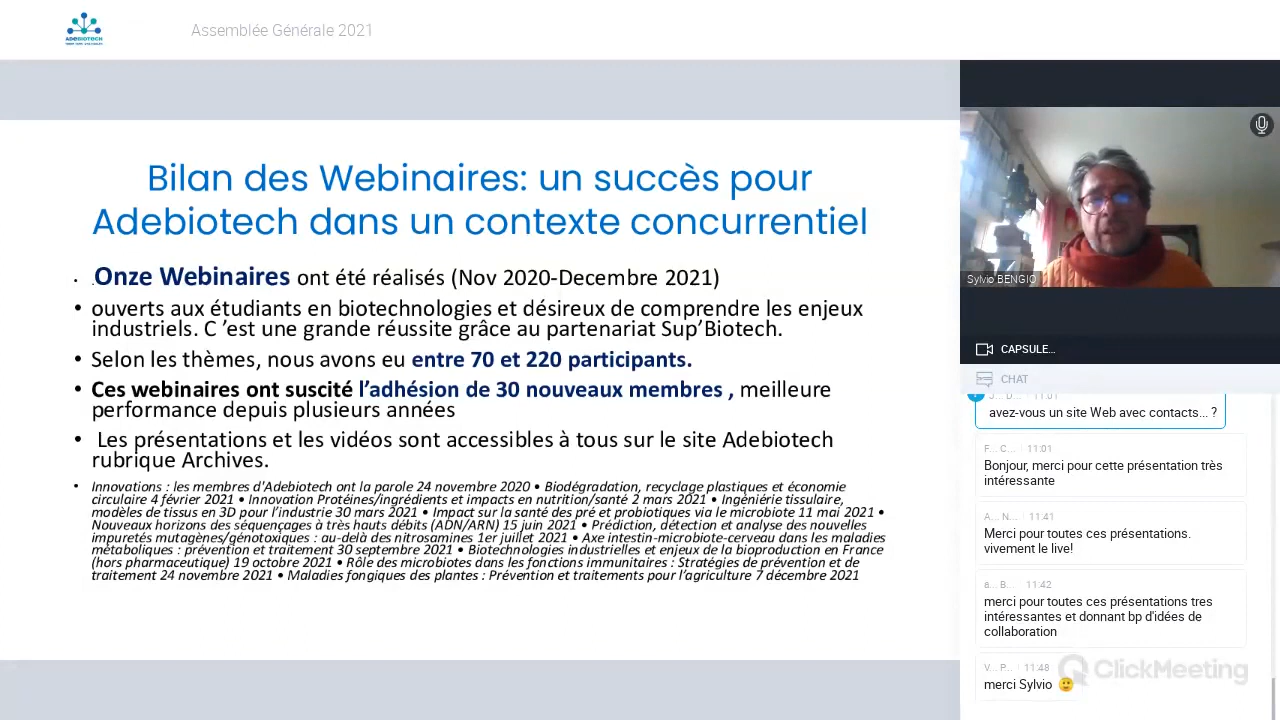 ADEBIOTECH
Assemblée Générale 2021
Bilan des Webinaires: un succès pour
Adebiotech dans un contexte concurrentiel
• .Onze Webinaires ont été réalisés (Nov 2020-Decembre 2021)
• ouverts aux étudiants en biotechnologies et désireux de comprendre les enjeux
industriels. C ’est une grande réussite grâce au partenariat Sup’Biotech.
• Selon les thèmes, nous avons eu entre 70 et 220 participants.
• Ces webinaires ont suscité l’adhésion de 30 nouveaux membres , meilleure
performance depuis plusieurs années
• Les présentations et les vidéos sont accessibles à tous sur le site Adebiotech
rubrique Archives.
• Innovations : les membres d'Adebiotech ont la parole 24 novembre 2020 • Biodégradation, recyclage plastiques et économie
circulaire 4 février 2021 • Innovation Protéines/ingrédients et impacts en nutrition/santé 2 mars 2021 • Ingénierie tissulaire,
modèles de tissus en 3D pour l’industrie 30 mars 2021 • Impact sur la santé des pré et probiotiques via le microbiote 11 mai 2021 •
Nouveaux horizons des séquençages à très hauts débits (ADN/ARN) 15 juin 2021 • Prédiction, détection et analyse des nouvelles
impuretés mutagènes/génotoxiques : au-delà des nitrosamines 1er juillet 2021 • Axe intestin-microbiote-cerveau dans les maladies
métaboliques : prévention et traitement 30 septembre 2021 • Biotechnologies industrielles et enjeux de la bioproduction en France
(hors pharmaceutique) 19 octobre 2021 • Rôle des microbiotes dans les fonctions immunitaires : Stratégies de prévention et de
traitement 24 novembre 2021 • Maladies fongiques des plantes : Prévention et traitements pour l’agriculture 7 décembre 2021
Sylvio BENGIO
CAPSULE...
CHAT
J... D... 11:01
avez-vous un site Web avec contacts... ?
F... C... 11:01
Bonjour, merci pour cette présentation très
intéressante
A... N... 11:41
Merci pour toutes ces présentations.
vivement le live!
a... B... 11:42
merci pour toutes ces présentations tres
intéressantes et donnant bp d'idées de
collaboration
V... P... 11:48
merci Sylvio 🙂
ClickMeeting